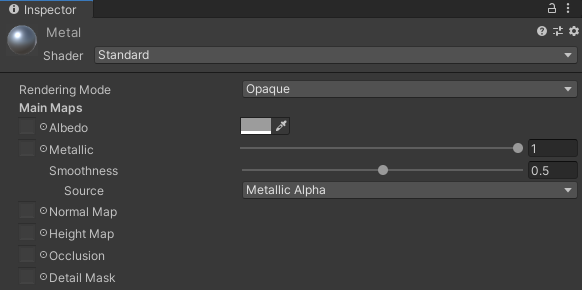 Inspector
Metal
Shader Standard
Rendering Mode Opaque
Main Maps
Albedo
Metallic 1
Smoothness 0.5
Source Metallic Alpha
Normal Map
Height Map
Occlusion
Detail Mask